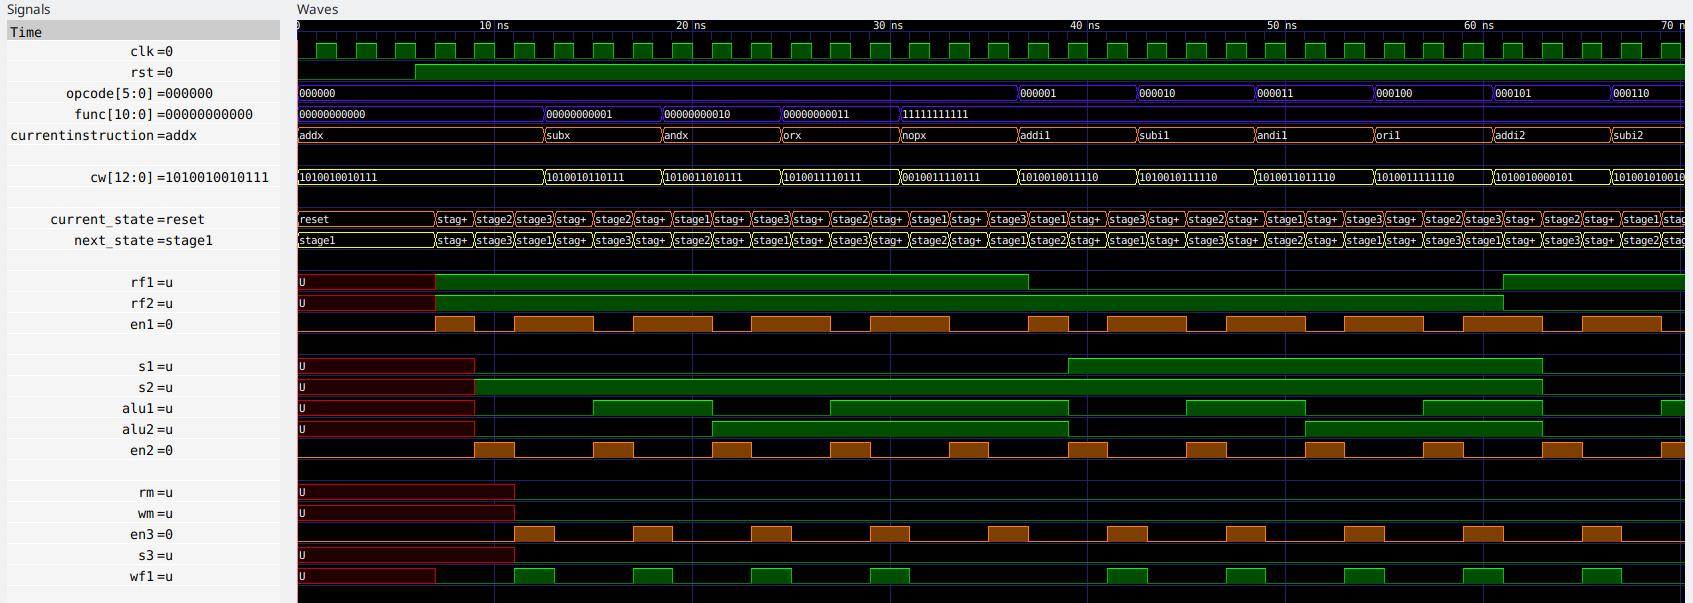 Signals Waves
Time 0 10 ns 20 ns 30 ns 40 ns 50 ns 60 ns 70 n
clk=0
rst=0
opcode[5:0]=000000 000000 000001 000010 000011 000100 000101 000110
func[10:0]=00000000000 00000000000 00000000001 00000000010 00000000011 11111111111
currentinstruction=addx addx subx andx orx nopx addi1 subi1 andi1 ori1 addi2 subi2
cw[12:0]=1010010010111 1010010010111 1010010110111 1010011010111 1010011110111 0010011110111 1010010011110 1010010111110 1010011011110 1010011111110 1010010000101 1010010100010
current_state=reset reset stag+ stage2 stage3 stag+ stage2 stag+ stage1 stag+ stage3 stag+ stage2 stag+ stage1 stag+ stage3 stage1 stag+ stage3 stag+ stage2 stag+ stage1 stag+ stage3 stag+ stage2 stage3 stag+ stage2 stag+ stage1 stag
next_state=stage1 stage1 stag+ stage3 stage1 stag+ stage3 stag+ stage2 stag+ stage1 stag+ stage3 stag+ stage2 stag+ stage1 stage2 stag+ stage1 stag+ stage3 stag+ stage2 stag+ stage1 stag+ stage3 stage1 stag+ stage3 stag+ stage2 stag
rf1=u U
rf2=u U
en1=0
s1=u U
s2=u U
alu1=u U
alu2=u U
en2=0
rm=u U
wm=u U
en3=0
s3=u U
wf1=u U